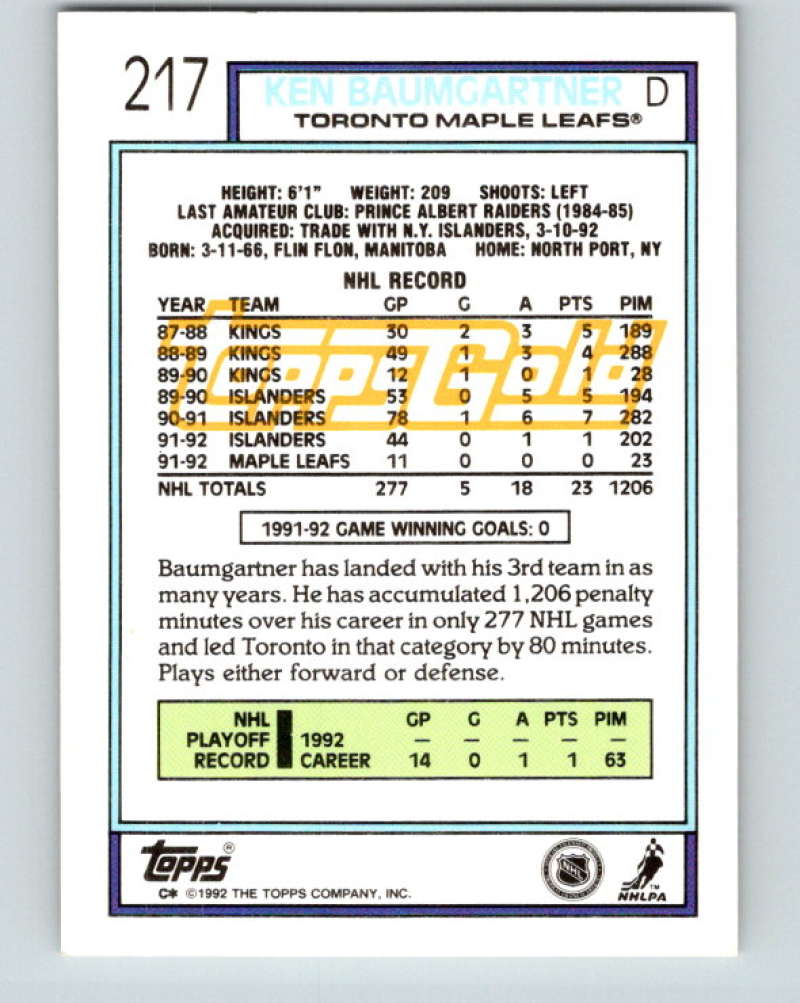 217 KEN BAUMGARTNER D
TORONTO MAPLE LEAFS®
HEIGHT: 6'1" WEIGHT: 209 SHOOTS: LEFT
LAST AMATEUR CLUB: PRINCE ALBERT RAIDERS (1984-85)
ACQUIRED: TRADE WITH N.Y. ISLANDERS, 3-10-92
BORN: 3-11-66, FLIN FLON, MANITOBA HOME: NORTH PORT, NY
NHL RECORD
YEAR TEAM GP G A PTS PIM
87-88 KINGS 30 2 3 5 189
88-89 KINGS 49 1 3 4 288
89-90 KINGS 12 1 0 1 28
89-90 ISLANDERS 53 0 5 5 194
90-91 ISLANDERS 78 1 6 7 282
91-92 ISLANDERS 44 0 1 1 202
91-92 MAPLE LEAFS 11 0 0 0 23
NHL TOTALS 277 5 18 23 1206
Topps Gold
1991-92 GAME WINNING GOALS: 0
Baumgartner has landed with his 3rd team in as
many years. He has accumulated 1,206 penalty
minutes over his career in only 277 NHL games
and led Toronto in that category by 80 minutes.
Plays either forward or defense.
NHL GP G A PTS PIM
PLAYOFF 1992 — — — — —
RECORD CAREER 14 0 1 1 63
Topps®
C* ©1992 THE TOPPS COMPANY, INC.
NHL
™
NHLPA